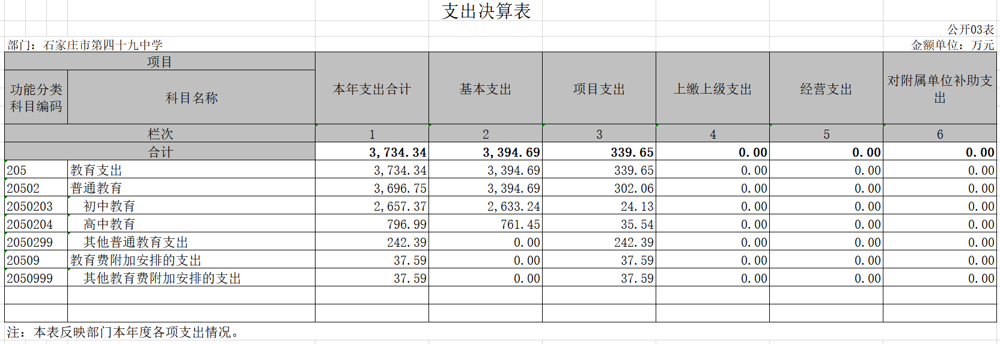 支出决算表
公开03表
部门：石家庄市第四十九中学 金额单位：万元
项目 本年支出合计 基本支出 项目支出 上缴上级支出 经营支出 对附属单位补助支出
功能分类科目编码 科目名称
栏次 1 2 3 4 5 6
合计 3,734.34 3,394.69 339.65 0.00 0.00 0.00
205 教育支出 3,734.34 3,394.69 339.65 0.00 0.00 0.00
20502 普通教育 3,696.75 3,394.69 302.06 0.00 0.00 0.00
2050203 初中教育 2,657.37 2,633.24 24.13 0.00 0.00 0.00
2050204 高中教育 796.99 761.45 35.54 0.00 0.00 0.00
2050299 其他普通教育支出 242.39 0.00 242.39 0.00 0.00 0.00
20509 教育费附加安排的支出 37.59 0.00 37.59 0.00 0.00 0.00
2050999 其他教育费附加安排的支出 37.59 0.00 37.59 0.00 0.00 0.00
注：本表反映部门本年度各项支出情况。